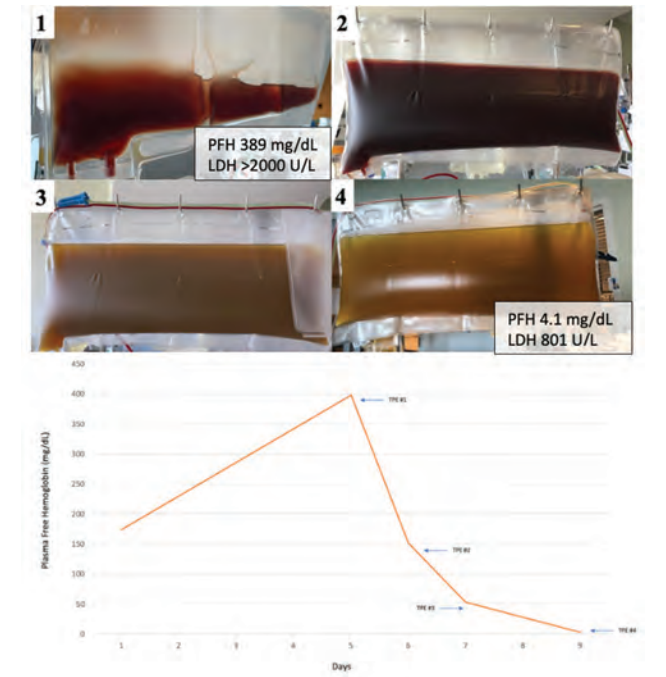 1
PFH 389 mg/dL
LDH >2000 U/L
2
3
4
PFH 4.1 mg/dL
LDH 801 U/L
450
400
350
300
250
200
150
100
50
0
Plasma Free Hemoglobin (mg/dL)
TPE #1
TPE #2
TPE #3
TPE #4
1 2 3 4 5 6 7 8 9
Days